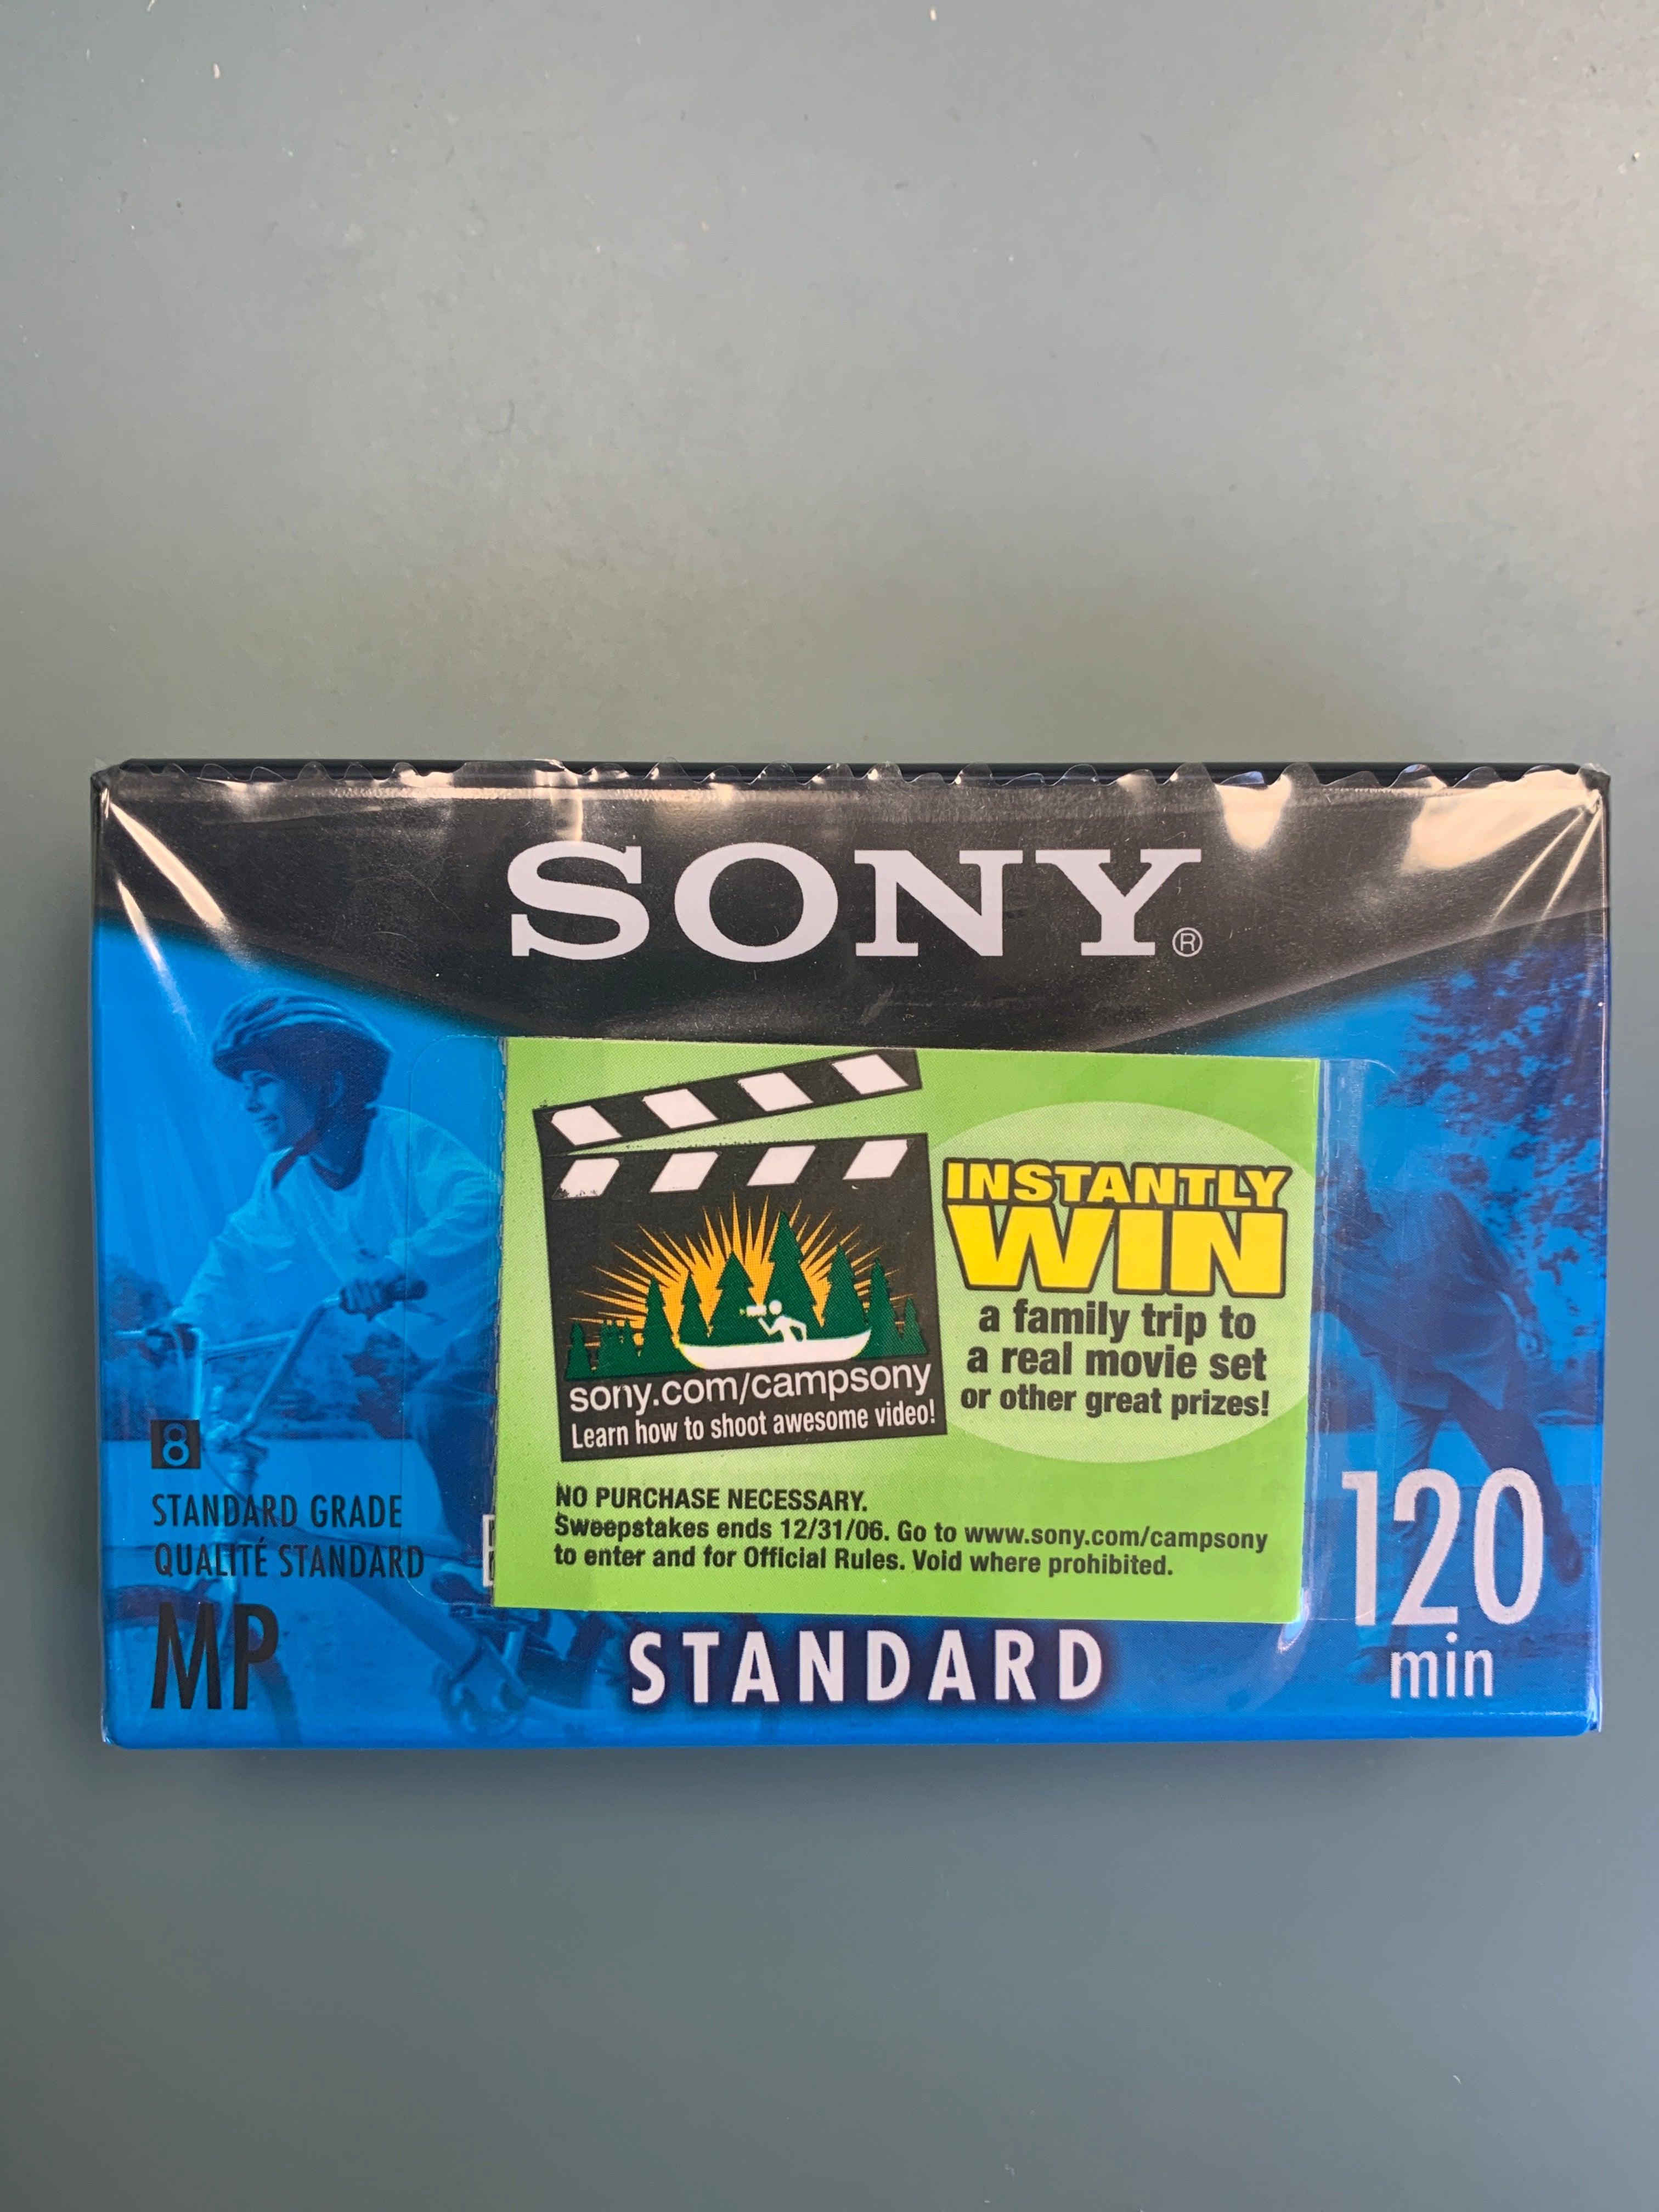 SONY®
INSTANTLY
WIN
a family trip to
a real movie set
or other great prizes!
sony.com/campsony
Learn how to shoot awesome video!
NO PURCHASE NECESSARY.
Sweepstakes ends 12/31/06. Go to www.sony.com/campsony
to enter and for Official Rules. Void where prohibited.
8
STANDARD GRADE
QUALITÉ STANDARD
MP
STANDARD
120
min